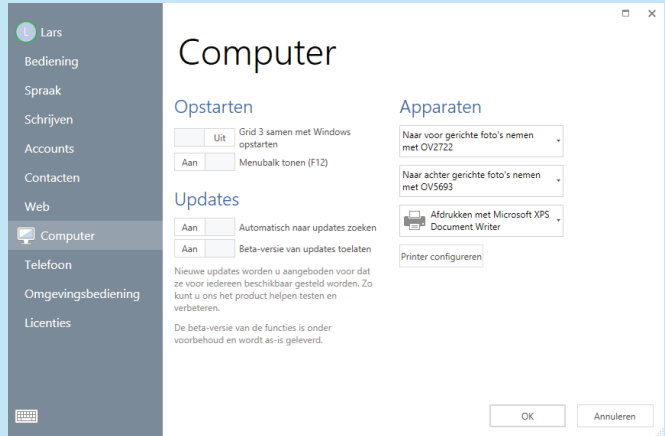 L Lars
Bediening
Spraak
Schrijven
Accounts
Contacten
Web
Computer
Telefoon
Omgevingsbediening
Licenties
Computer
Opstarten
Uit
Grid 3 samen met Windows
opstarten
Aan
Menubalk tonen (F12)
Updates
Aan
Automatisch naar updates zoeken
Aan
Beta-versie van updates toelaten
Nieuwe updates worden u aangeboden voor dat
ze voor iedereen beschikbaar gesteld worden. Zo
kunt u ons het product helpen testen en
verbeteren.
De beta-versie van de functies is onder
voorbehoud en wordt as-is geleverd.
Apparaten
Naar voor gerichte foto's nemen
met OV2722
Naar achter gerichte foto's nemen
met OV5693
Afdrukken met Microsoft XPS
Document Writer
Printer configureren
OK
Annuleren